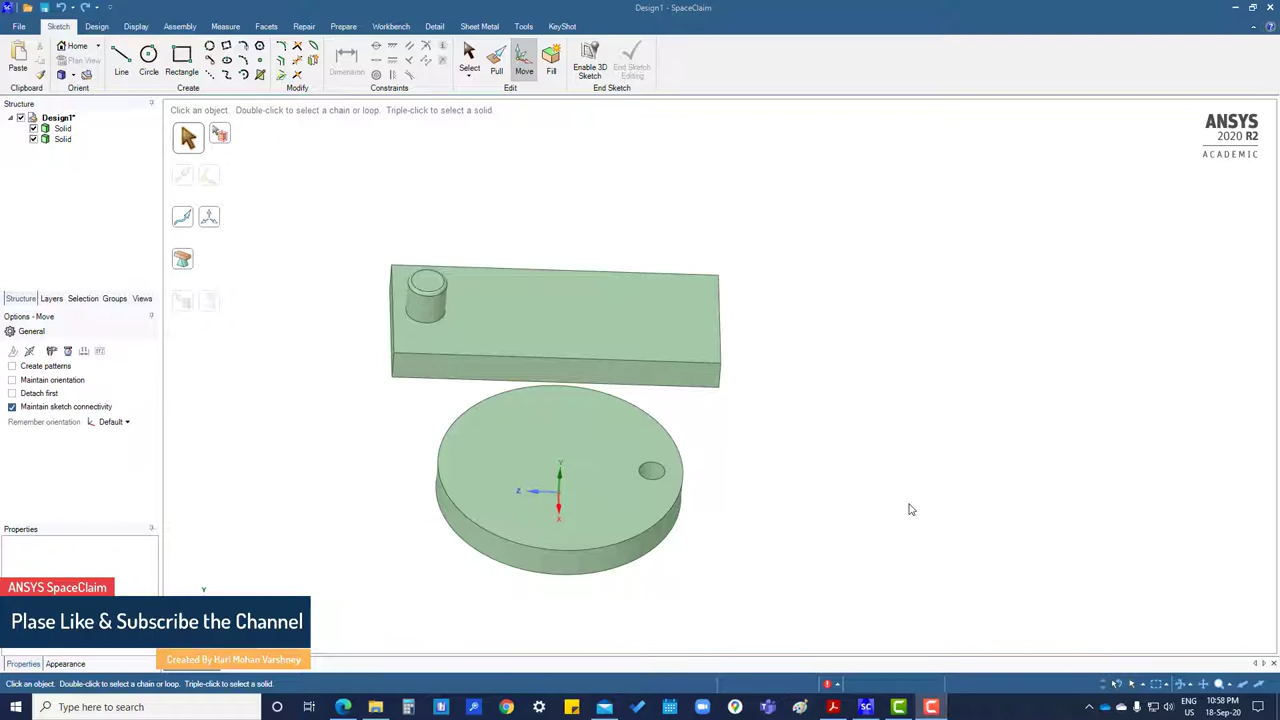 Design1 - SpaceClaim
File Sketch Design Display Assembly Measure Facets Repair Prepare Workbench Detail Sheet Metal Tools KeyShot
Paste
Home
Plan View
Line Circle Rectangle
Dimension
Select Pull Move Fill
Enable 3D Sketch
End Sketch Editing
Clipboard Orient Create Modify Constraints Edit End Sketch
Structure
Design1*
Solid
Solid
Click an object. Double-click to select a chain or loop. Triple-click to select a solid.
ANSYS
2020 R2
ACADEMIC
Structure Layers Selection Groups Views
Options - Move
General
Create patterns
Maintain orientation
Detach first
Maintain sketch connectivity
Remember orientation Default
Y
Z
X
Properties
ANSYS SpaceClaim
Y
Plase Like & Subscribe the Channel
Created By Hari Mohan Varshney
Properties Appearance
Click an object. Double-click to select a chain or loop. Triple-click to select a solid.
Type here to search
ENG
US
10:58 PM
18-Sep-20